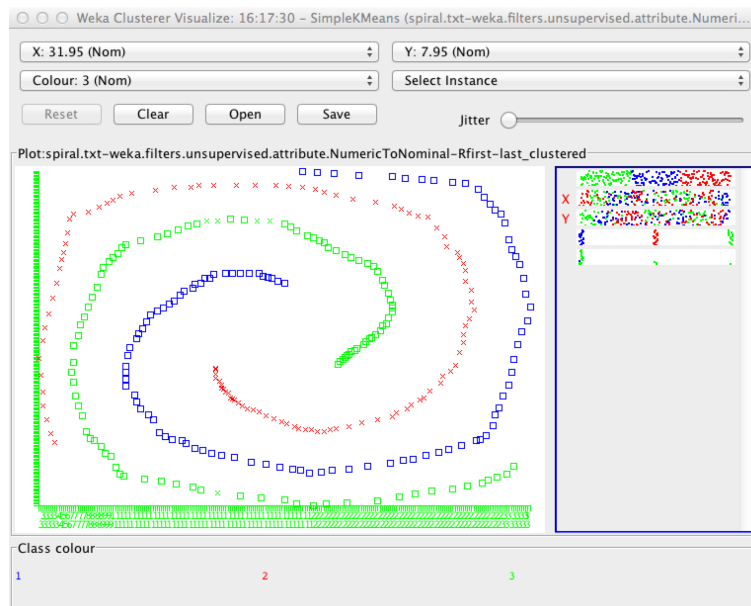 Weka Clusterer Visualize: 16:17:30 - SimpleKMeans (spiral.txt-weka.filters.unsupervised.attribute.Numeri...
X: 31.95 (Nom)
Y: 7.95 (Nom)
Colour: 3 (Nom)
Select Instance
Reset
Clear
Open
Save
Jitter
Plot:spiral.txt-weka.filters.unsupervised.attribute.NumericToNominal-Rfirst-last_clustered
X
Y
Class colour
1
2
3